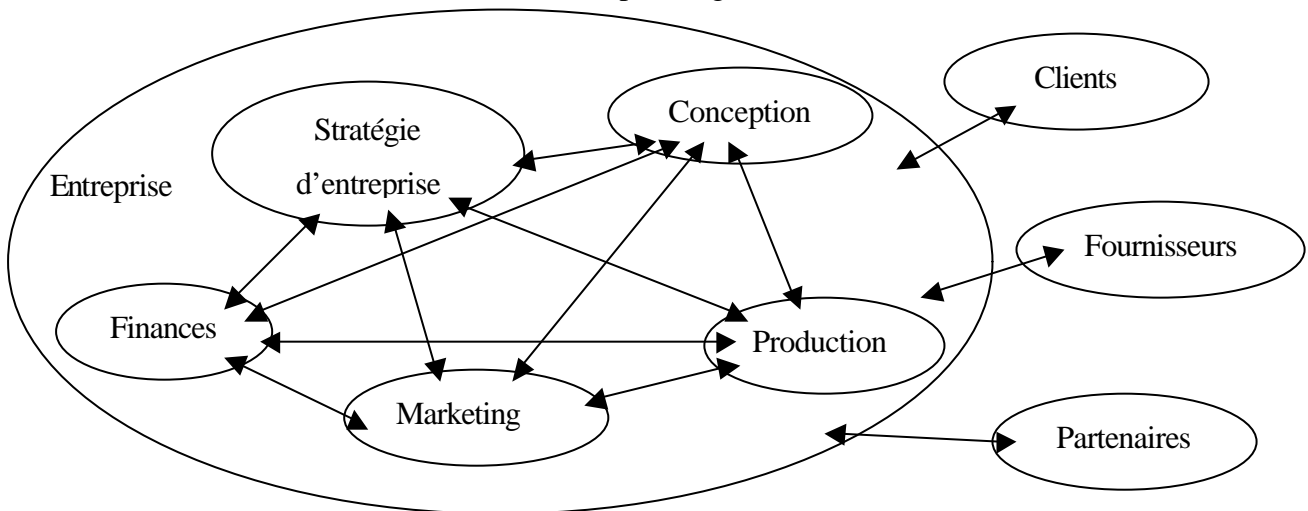 Clients
Conception
Stratégie
d’entreprise
Entreprise
Fournisseurs
Finances
Production
Marketing
Partenaires